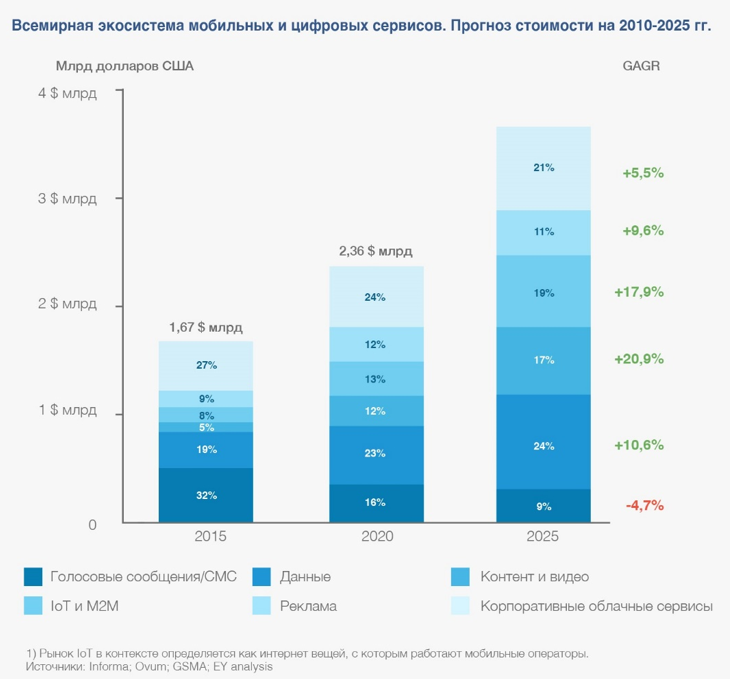 Всемирная экосистема мобильных и цифровых сервисов. Прогноз стоимости на 2010-2025 гг.
Млрд долларов США
GAGR
4 $ млрд
3 $ млрд
2 $ млрд
1 $ млрд
0
1,67 $ млрд
27%
9%
8%
5%
19%
32%
2015
2,36 $ млрд
24%
12%
13%
12%
23%
16%
2020
21%
11%
19%
17%
24%
9%
2025
+5,5%
+9,6%
+17,9%
+20,9%
+10,6%
-4,7%
Голосовые сообщения/СМС
Данные
Контент и видео
IoT и M2M
Реклама
Корпоративные облачные сервисы
1) Рынок IoT в контексте определяется как интернет вещей, с которым работают мобильные операторы.
Источники: Informa; Ovum; GSMA; EY analysis